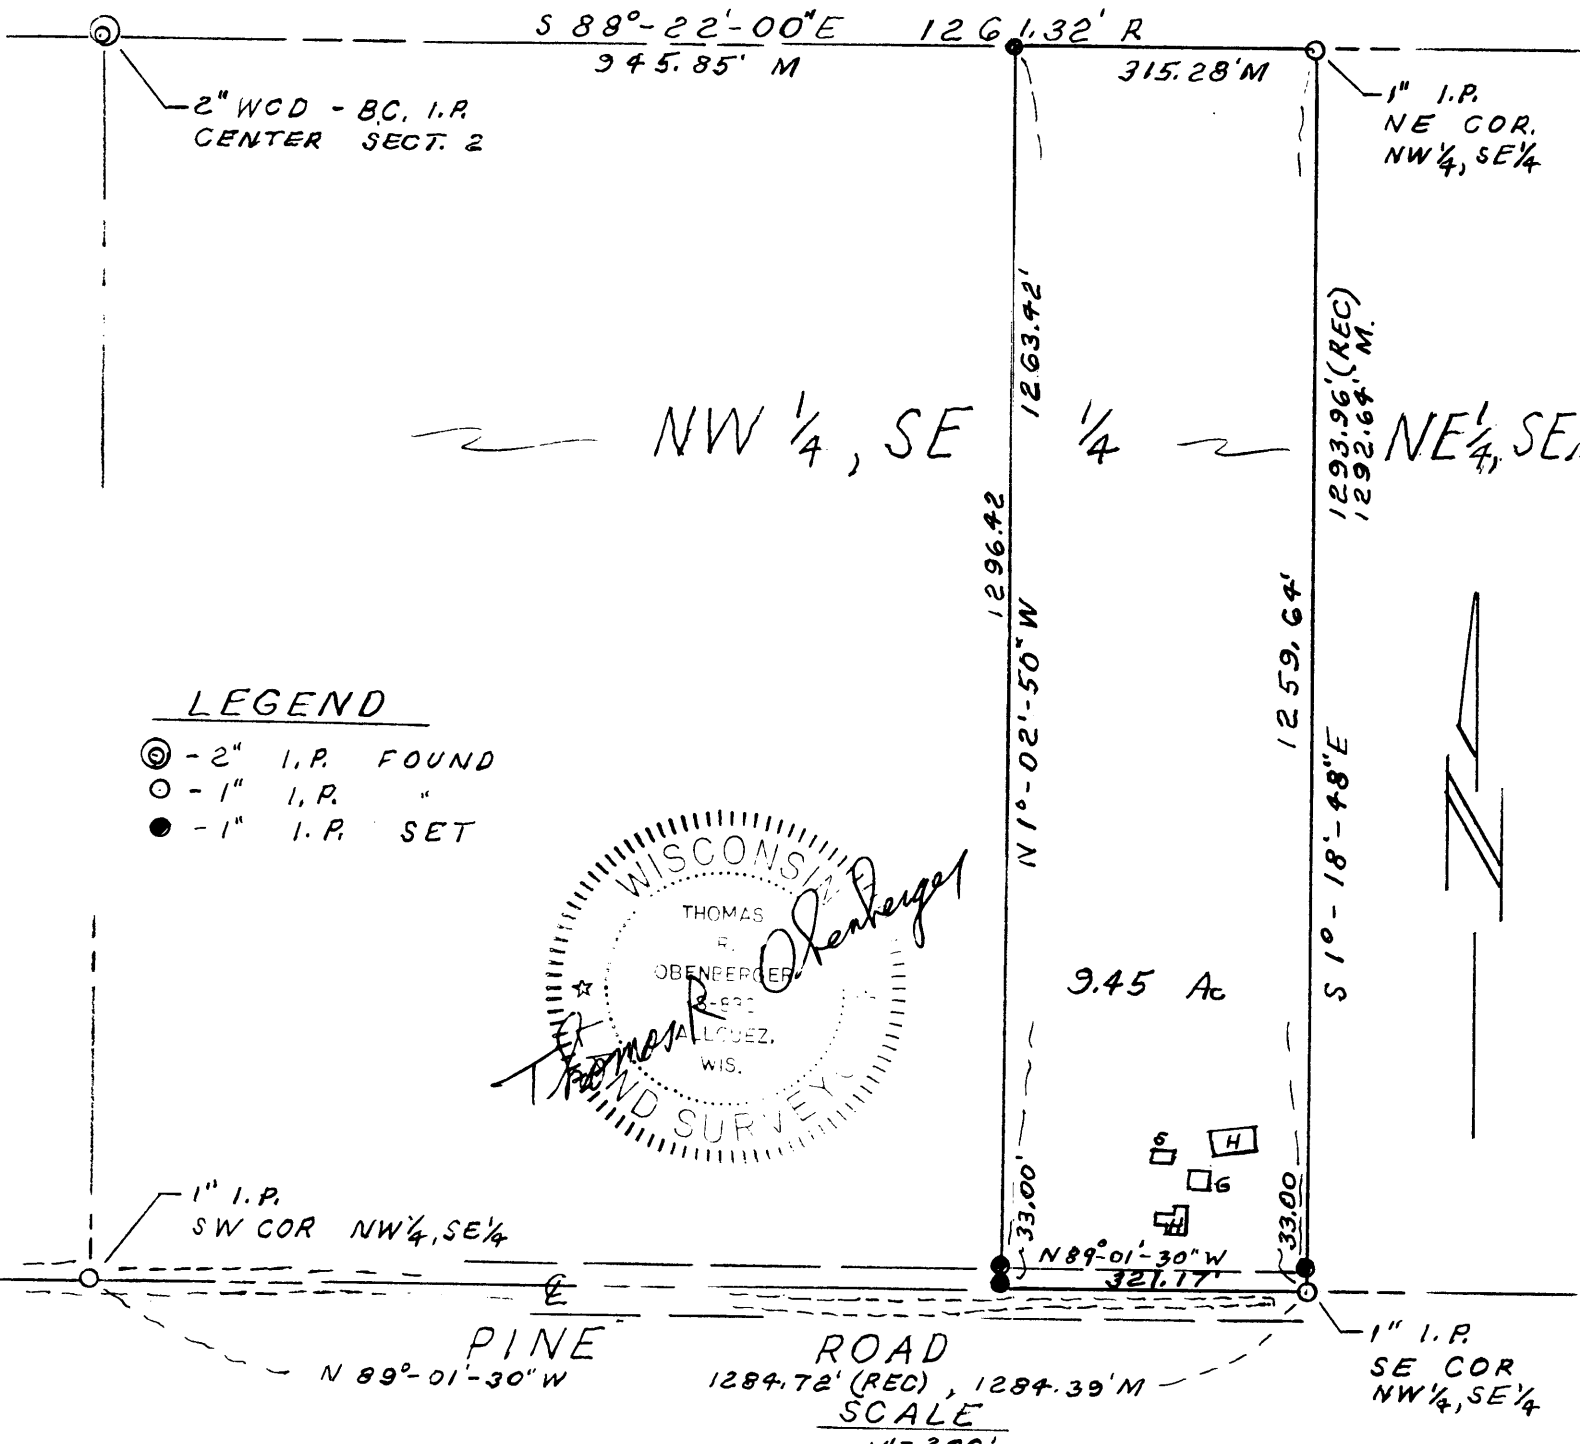 S 88°-22'-00"E 1261.32' R
945.85' M
315.28'M
2" WCD - B.C. I.P.
CENTER SECT. 2
1" I.P.
NE COR.
NW¼, SE¼
1263.42'
1296.42
N 1°-02'-50" W
1293.96'(REC)
1292.64' M.
1259.64'
S 1°-18'-48"E
NW ¼, SE ¼
NE¼, SE
LEGEND
- 2" I.P. FOUND
- 1" I.P. "
- 1" I.P. SET
WISCONSIN
THOMAS
R.
OBENBERGER
ALLOUEZ,
WIS.
LAND SURVEYOR
Thomas R Obenberger
9.45 Ac
S
H
G
H
33.00'
33.00
N 89°-01'-30" W
321.17'
1" I.P.
SW COR NW¼, SE¼
℄
PINE ROAD
N 89°-01'-30" W
1284.72' (REC), 1284.39' M
1" I.P.
SE COR
NW¼, SE¼
SCALE